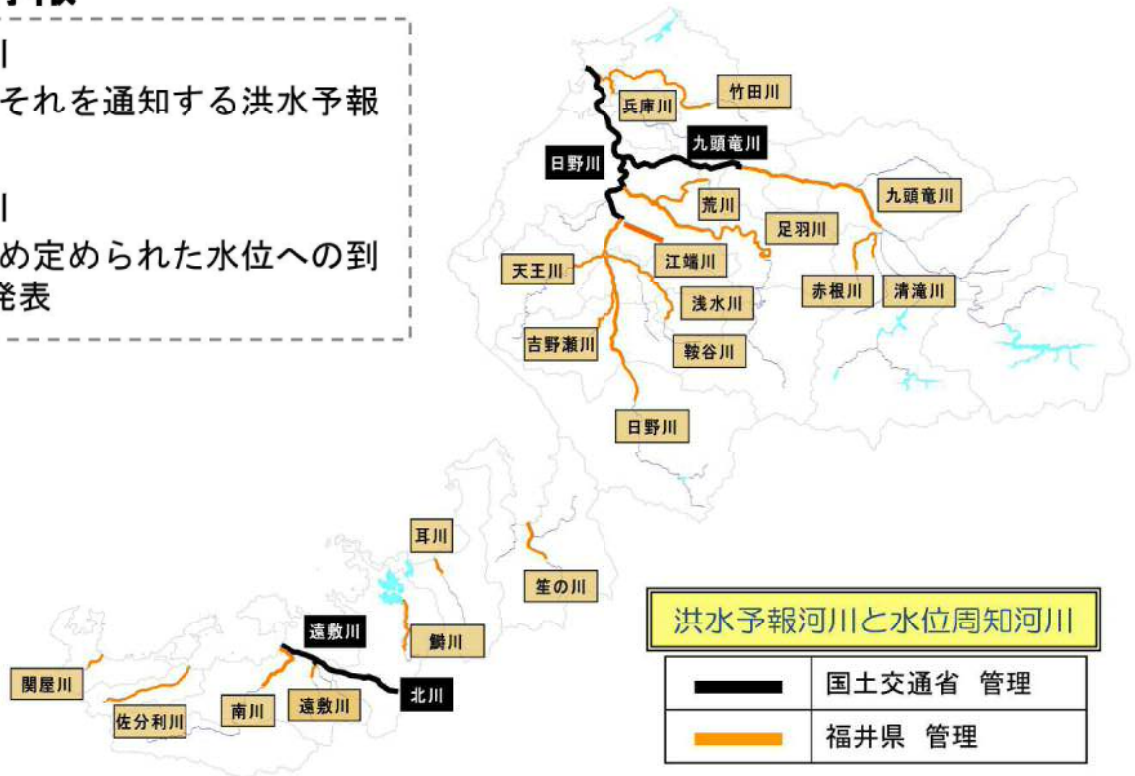 川
それを通知する洪水予報
川
め定められた水位への到
発表
竹田川
兵庫川
九頭竜川
日野川
九頭竜川
荒川
足羽川
江端川
天王川
赤根川
清滝川
浅水川
吉野瀬川
鞍谷川
日野川
耳川
笙の川
遠敷川
鰣川
関屋川
北川
南川
遠敷川
佐分利川
洪水予報河川と水位周知河川
国土交通省 管理
福井県 管理